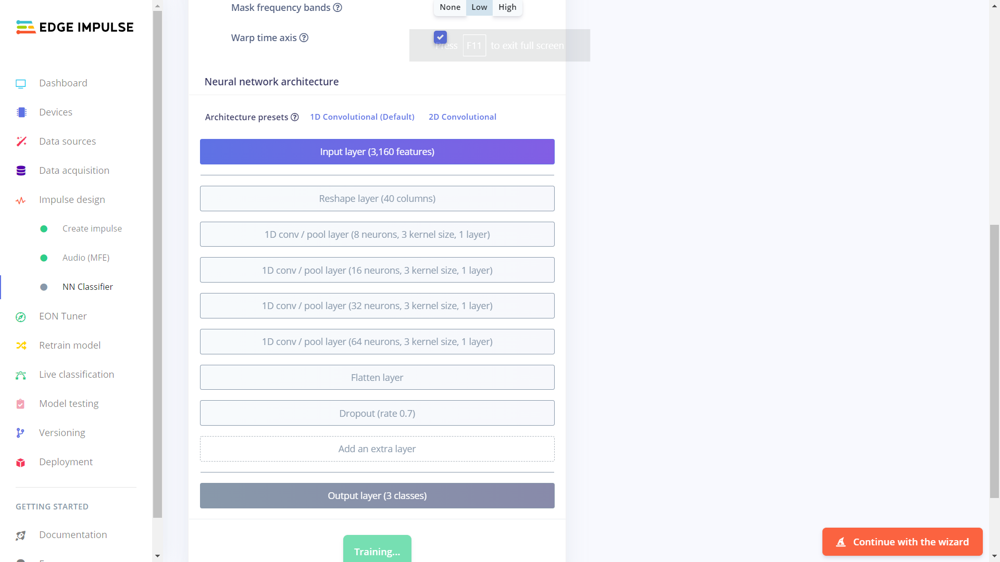 EDGE IMPULSE
Dashboard
Devices
Data sources
Data acquisition
Impulse design
Create impulse
Audio (MFE)
NN Classifier
EON Tuner
Retrain model
Live classification
Model testing
Versioning
Deployment
GETTING STARTED
Documentation
Mask frequency bands ?
None Low High
Warp time axis ?
Press F11 to exit full screen
Neural network architecture
Architecture presets ? 1D Convolutional (Default) 2D Convolutional
Input layer (3,160 features)
Reshape layer (40 columns)
1D conv / pool layer (8 neurons, 3 kernel size, 1 layer)
1D conv / pool layer (16 neurons, 3 kernel size, 1 layer)
1D conv / pool layer (32 neurons, 3 kernel size, 1 layer)
1D conv / pool layer (64 neurons, 3 kernel size, 1 layer)
Flatten layer
Dropout (rate 0.7)
Add an extra layer
Output layer (3 classes)
Training...
Continue with the wizard